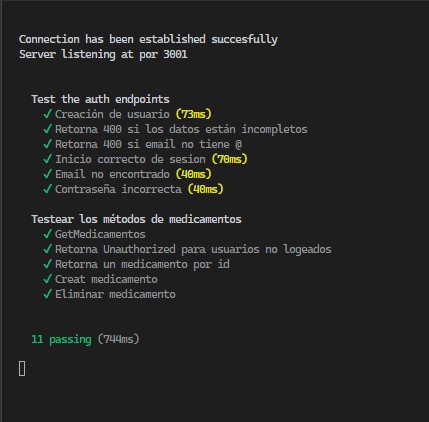 Connection has been established succesfully
Server listening at por 3001
Test the auth endpoints
✓ Creación de usuario (73ms)
✓ Retorna 400 si los datos están incompletos
✓ Retorna 400 si email no tiene @
✓ Inicio correcto de sesion (70ms)
✓ Email no encontrado (40ms)
✓ Contraseña incorrecta (40ms)
Testear los métodos de medicamentos
✓ GetMedicamentos
✓ Retorna Unauthorized para usuarios no logeados
✓ Retorna un medicamento por id
✓ Creat medicamento
✓ Eliminar medicamento
11 passing (744ms)